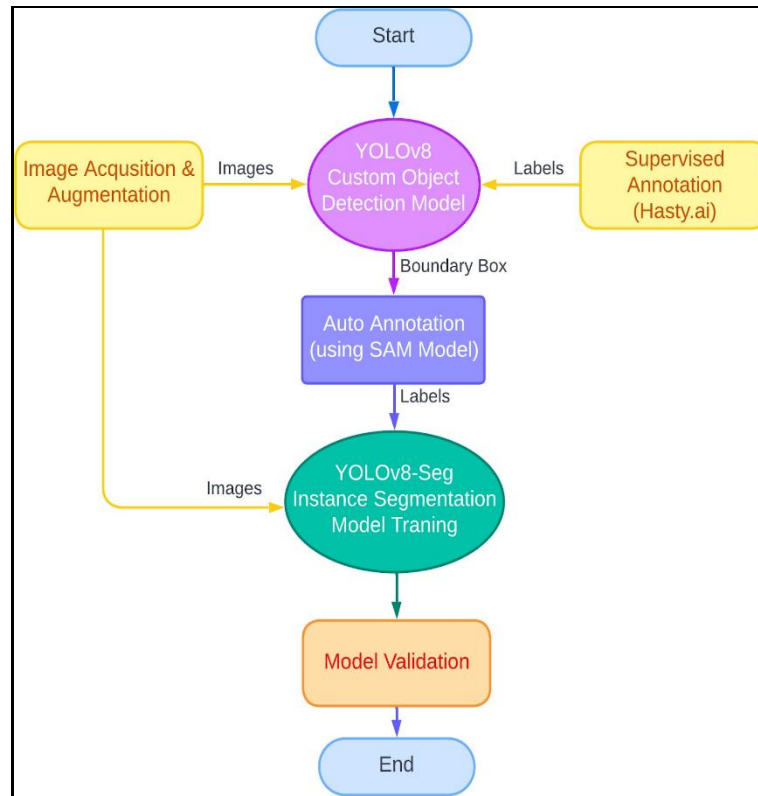 Start
Image Acqusition &
Augmentation
Images
YOLOv8
Custom Object
Detection Model
Labels
Supervised
Annotation
(Hasty.ai)
Boundary Box
Auto Annotation
(using SAM Model)
Labels
Images
YOLOv8-Seg
Instance Segmentation
Model Traning
Model Validation
End